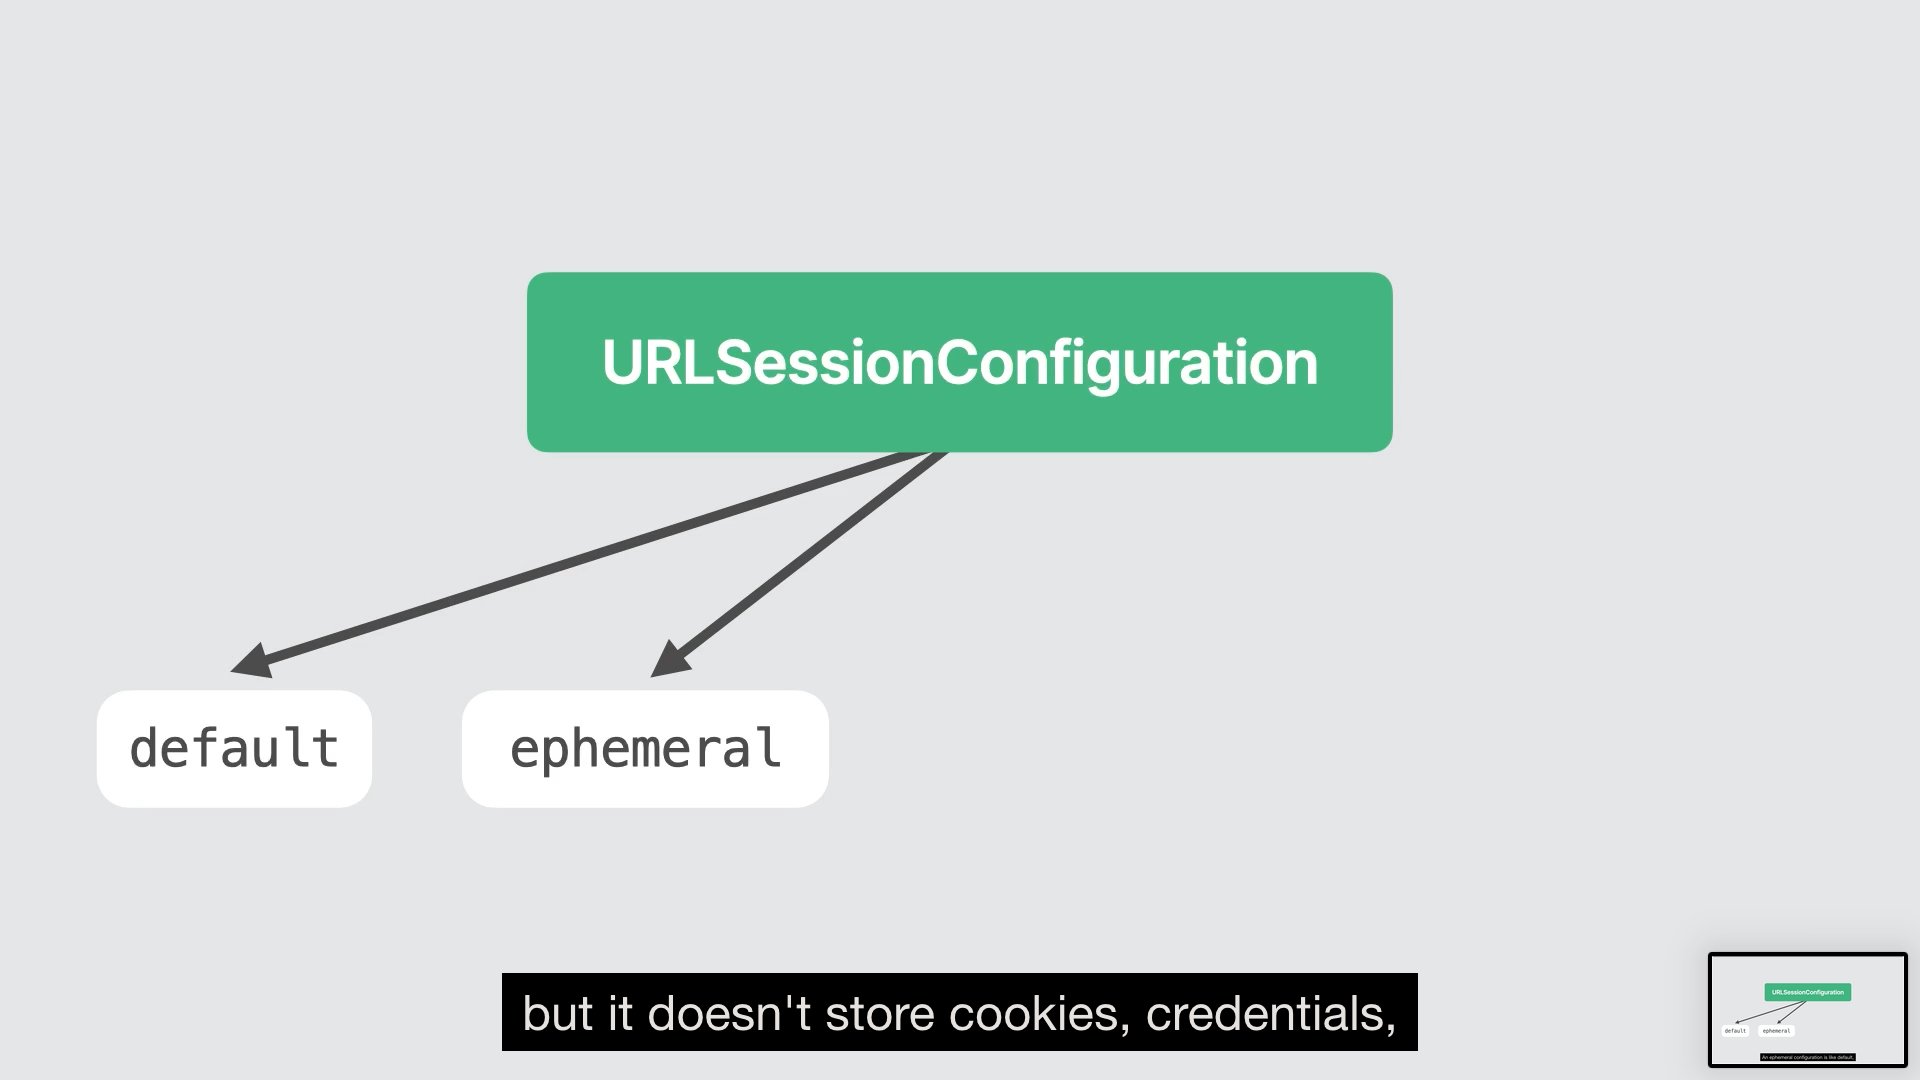 URLSessionConfiguration
default
ephemeral
but it doesn't store cookies, credentials,
URLSessionConfiguration
default
ephemeral
An ephemeral configuration is like default,